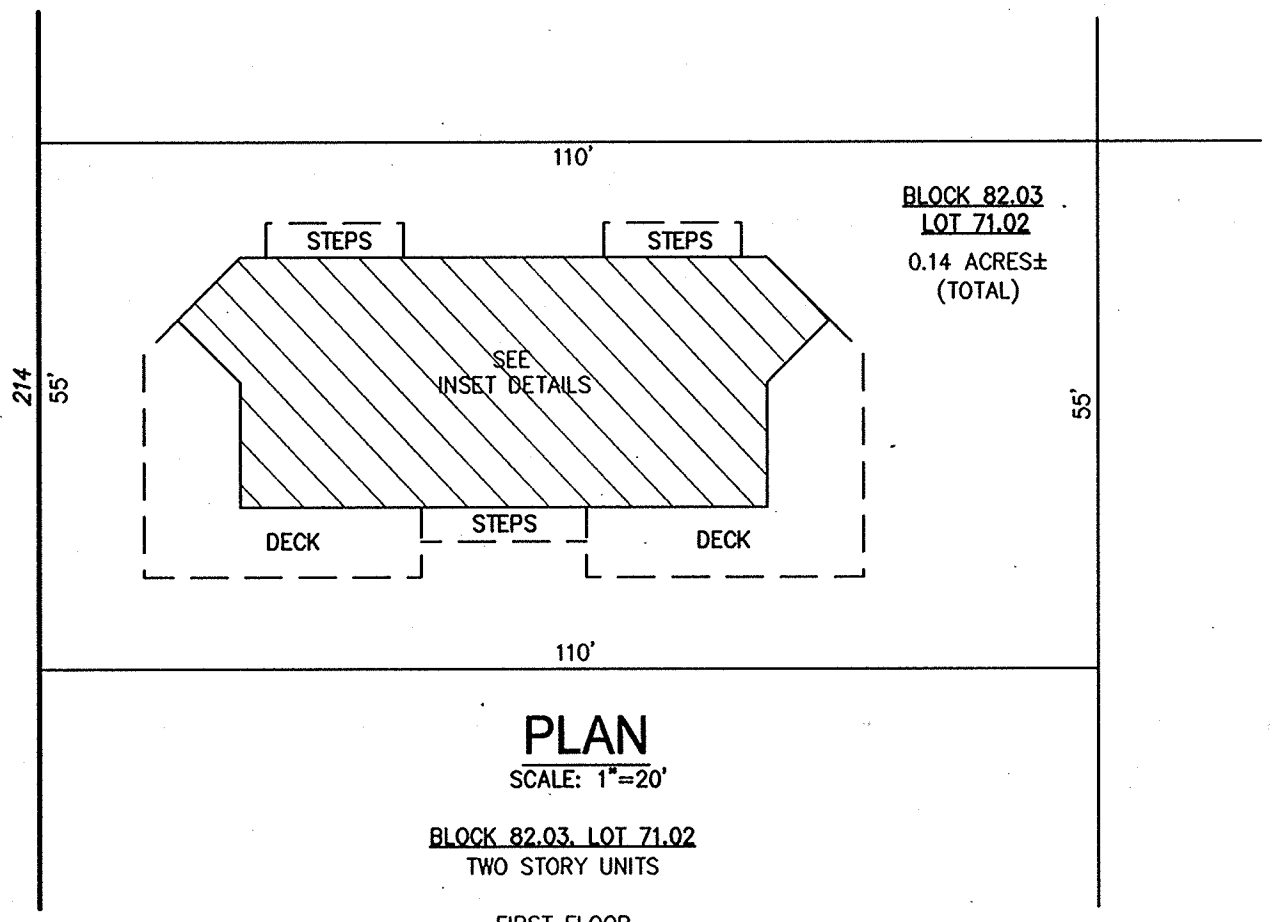 110'
BLOCK 82.03
LOT 71.02
0.14 ACRES±
(TOTAL)
STEPS
STEPS
SEE
INSET DETAILS
214
55'
55'
STEPS
DECK
DECK
110'
PLAN
SCALE: 1"=20'
BLOCK 82.03, LOT 71.02
TWO STORY UNITS
FIRST FLOOR